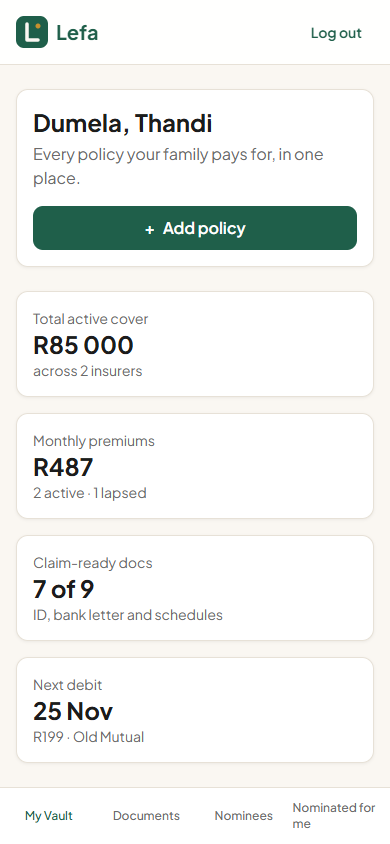 Lefa
Log out
Dumela, Thandi
Every policy your family pays for, in one
place.
+ Add policy
Total active cover
R85 000
across 2 insurers
Monthly premiums
R487
2 active · 1 lapsed
Claim-ready docs
7 of 9
ID, bank letter and schedules
Next debit
25 Nov
R199 · Old Mutual
My Vault
Documents
Nominees
Nominated for
me